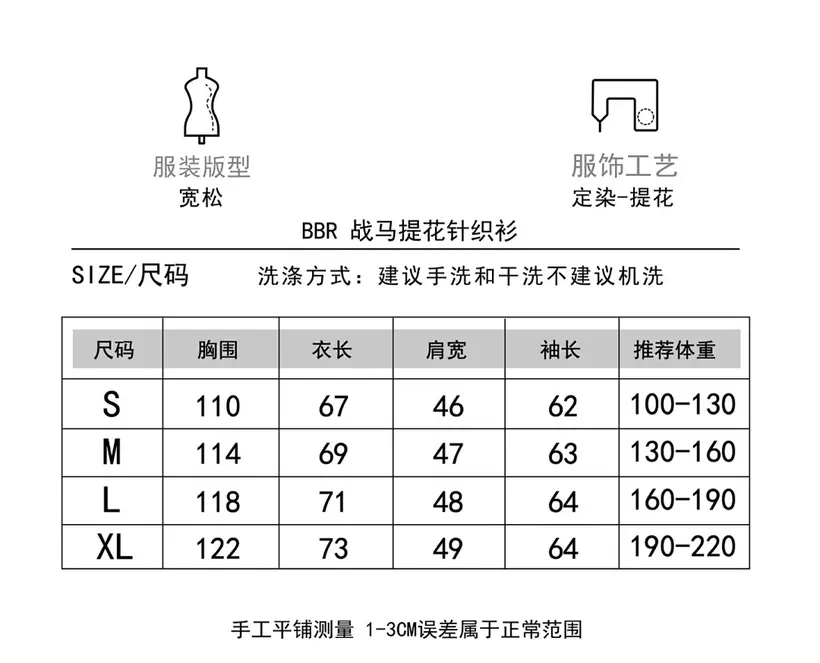 服装版型 服饰工艺
宽松 定染-提花
BBR 战马提花针织衫
SIZE/尺码 洗涤方式：建议手洗和干洗不建议机洗
尺码 胸围 衣长 肩宽 袖长 推荐体重
S 110 67 46 62 100-130
M 114 69 47 63 130-160
L 118 71 48 64 160-190
XL 122 73 49 64 190-220
手工平铺测量 1-3CM误差属于正常范围